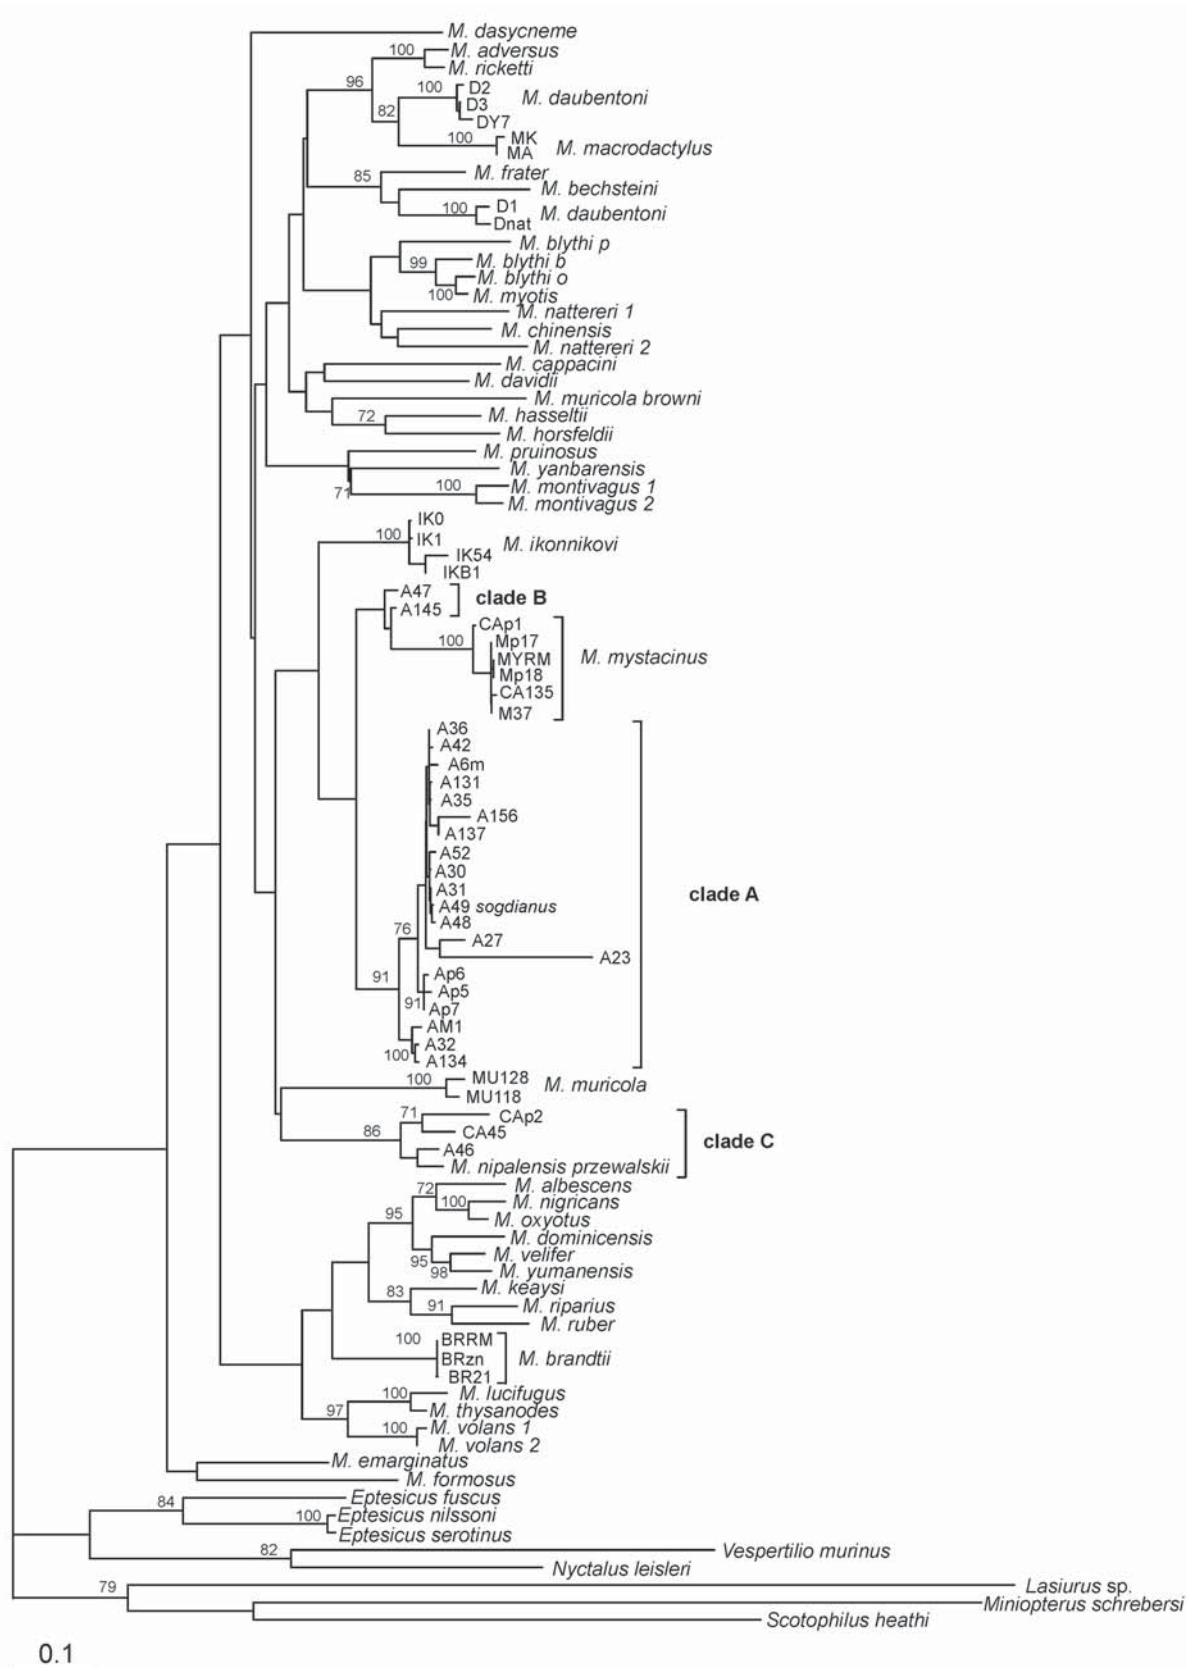 M. dasycneme
100 M. adversus
M. ricketti
96
100 D2
D3 M. daubentoni
82
DY7
100 MK
MA M. macrodactylus
M. frater
85
M. bechsteini
100 D1
Dnat M. daubentoni
M. blythi p
99 M. blythi b
M. blythi o
100 M. myotis
M. nattereri 1
M. chinensis
M. nattereri 2
M. cappacini
M. davidii
M. muricola browni
72 M. hasseltii
M. horsfeldii
M. pruinosus
M. yanbarensis
71 100 M. montivagus 1
M. montivagus 2
IK0
100 IK1 M. ikonnikovi
IK54
IKB1
A47
A145 clade B
CAp1
100 Mp17
MYRM M. mystacinus
Mp18
CA135
M37
A36
A42
A6m
A131
A35
A156
A137
A52
A30
A31 clade A
A49 sogdianus
A48
76
A27
A23
91
Ap6
Ap5
91 Ap7
AM1
A32
100 A134
100 MU128 M. muricola
MU118
71 CAp2
86 CA45
A46 clade C
M. nipalensis przewalskii
72 M. albescens
100 M. nigricans
95 M. oxyotus
M. dominicensis
95 M. velifer
98 M. yumanensis
83 M. keaysi
91 M. riparius
M. ruber
100 BRRM
BRzn M. brandtii
BR21
100 M. lucifugus
97 M. thysanodes
100 M. volans 1
M. volans 2
M. emarginatus
M. formosus
84 Eptesicus fuscus
100 Eptesicus nilssoni
Eptesicus serotinus
82 Vespertilio murinus
Nyctalus leisleri
79 Lasiurus sp.
Miniopterus schrebersi
Scotophilus heathi
0.1